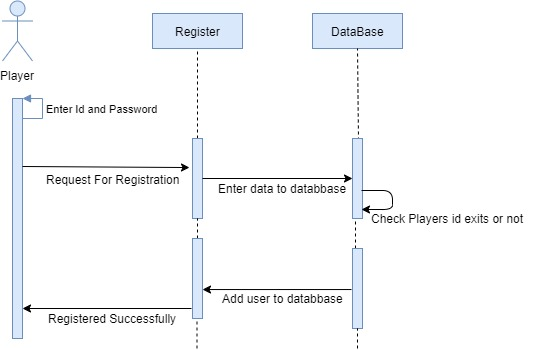 Register
DataBase
Player
Enter Id and Password
Request For Registration
Enter data to databbase
Check Players id exits or not
Add user to databbase
Registered Successfully